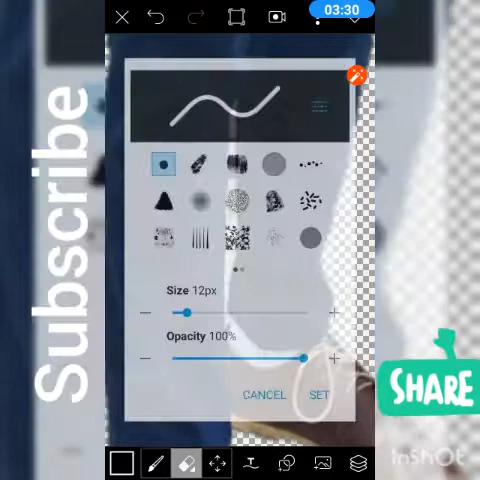 03:30
Subscribe
Size 12px
Opacity 100%
CANCEL SET
SHARE
InShOt